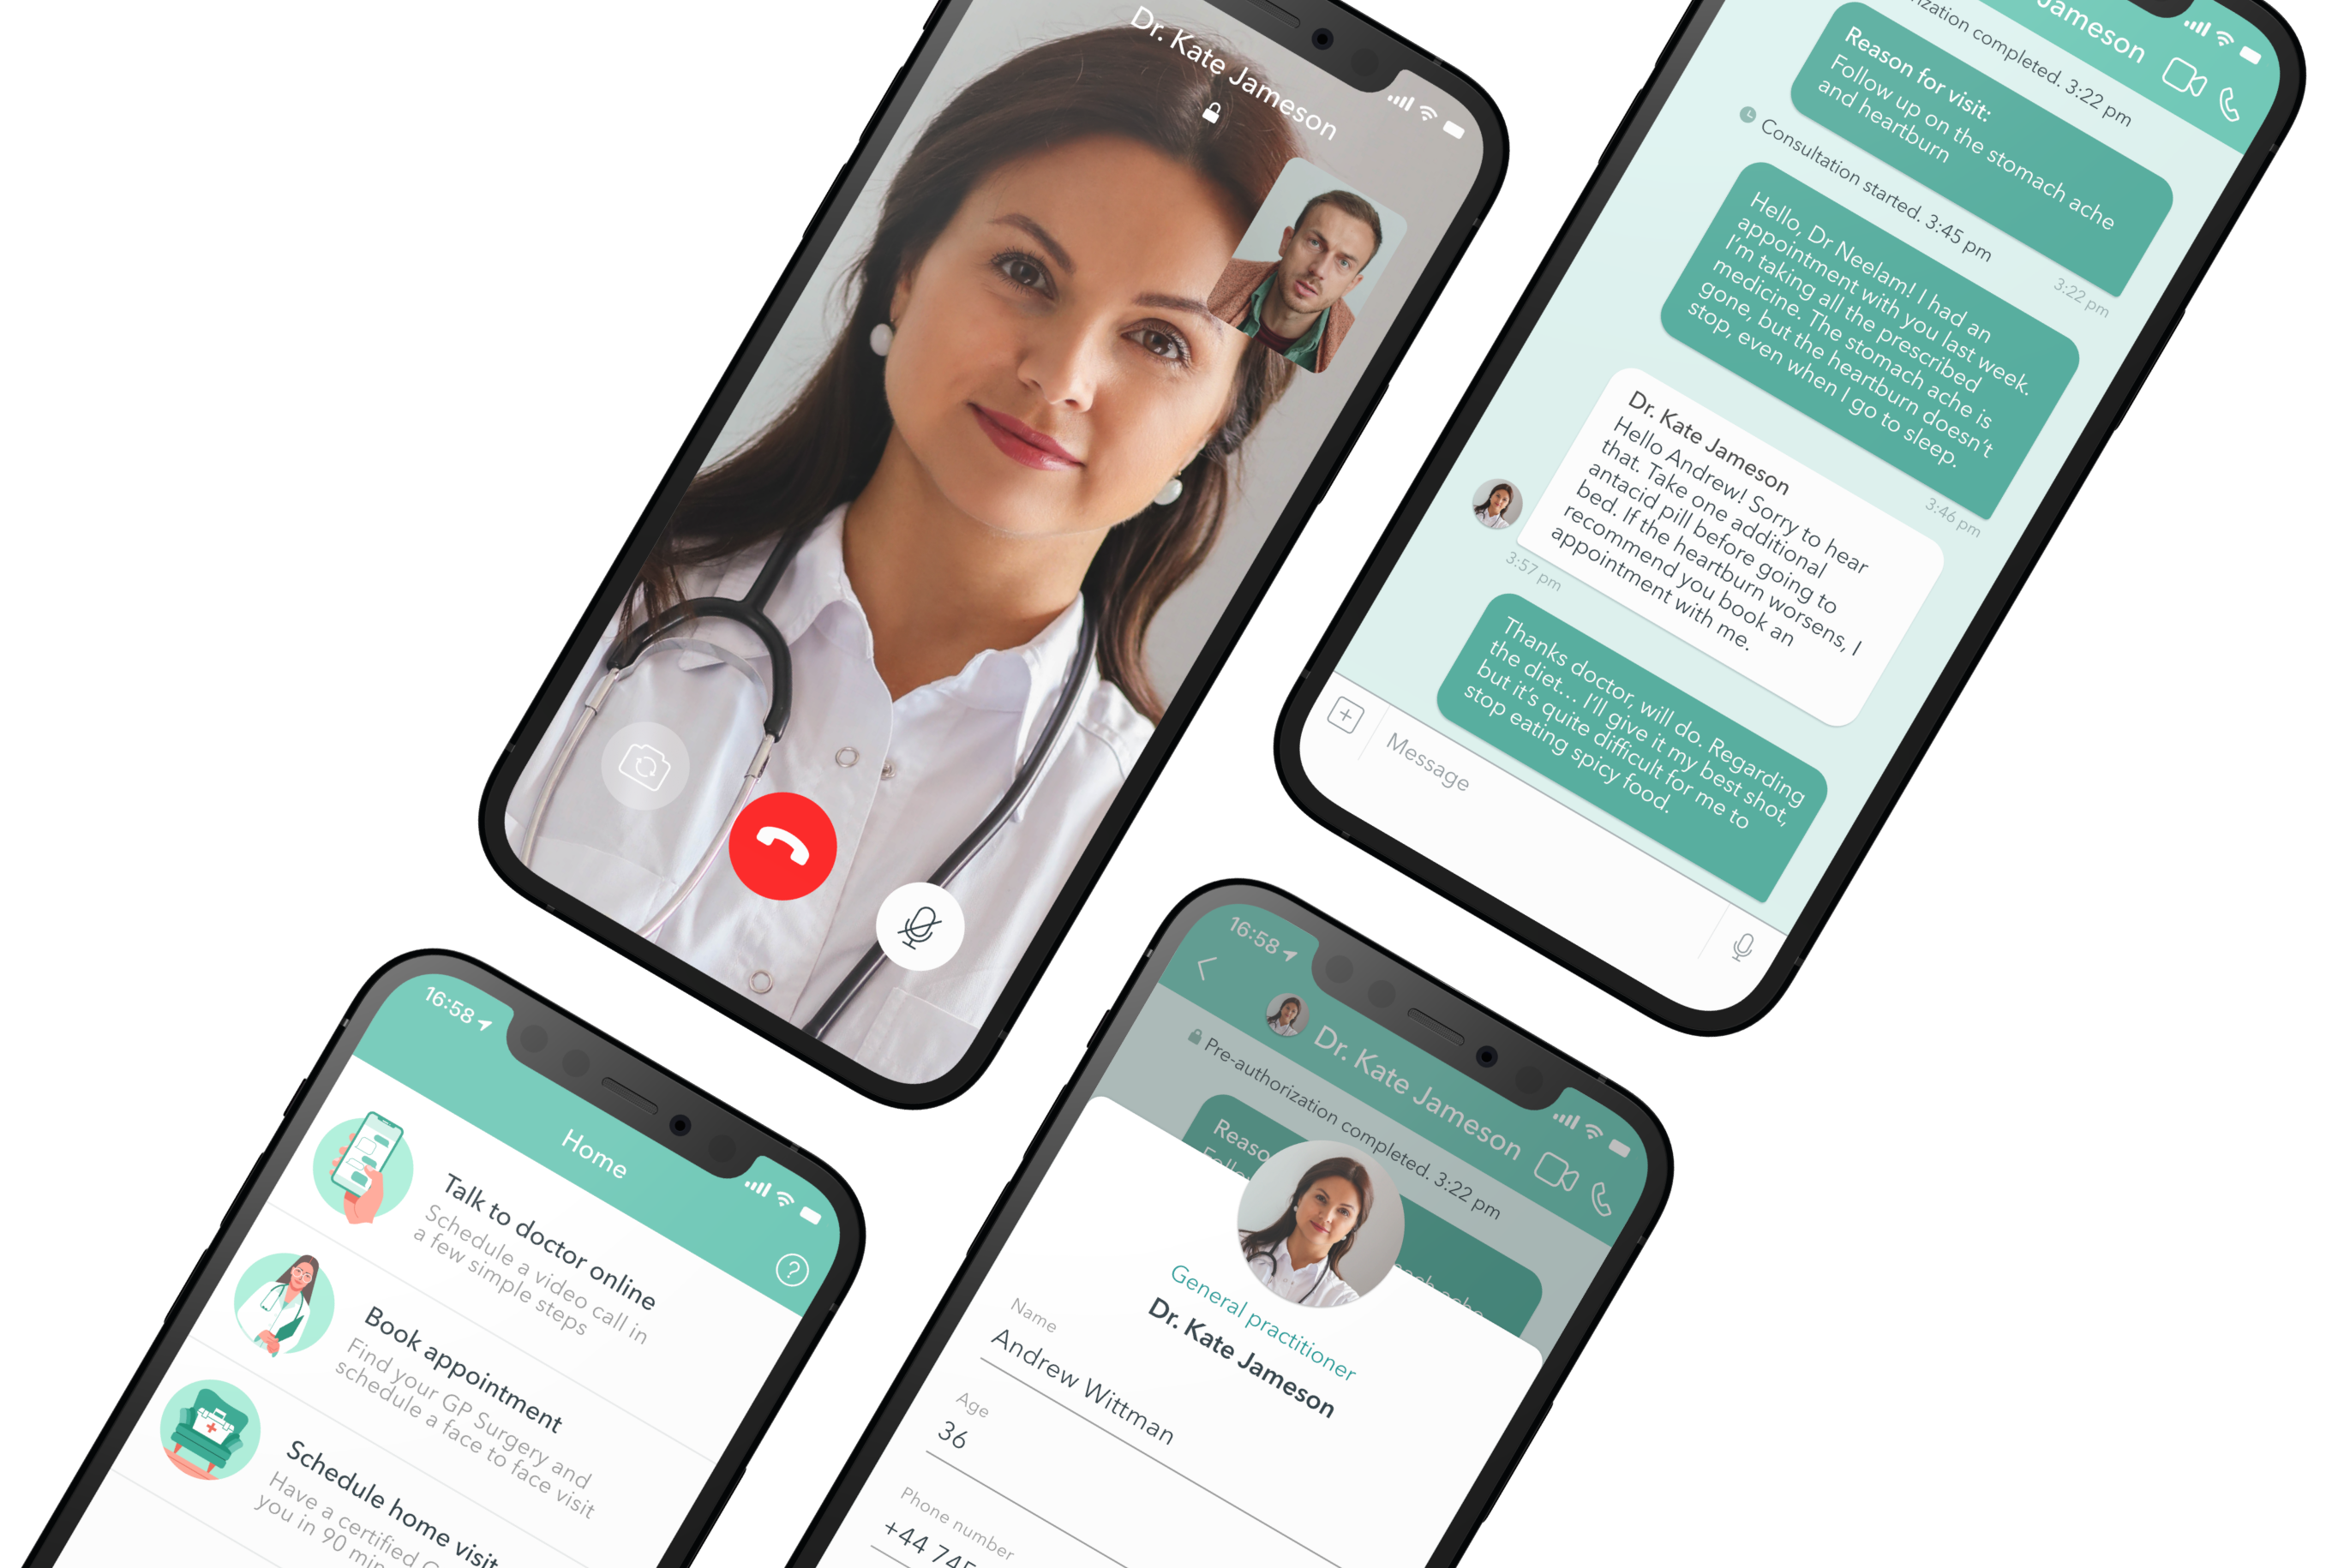 Dr. Kate Jameson
Jameson
completed. 3:22 pm
Reason for visit:
Follow up on the stomach ache
and heartburn
3:22 pm
Consultation started. 3:45 pm
Hello, Dr Neelam! I had an
appointment with you last week.
I'm taking all the prescribed
medicine. The stomach ache is
gone, but the heartburn doesn't
stop, even when I go to sleep.
3:46 pm
Dr. Kate Jameson
Hello Andrew! Sorry to hear
that. Take one additional
antacid pill before going to
bed. If the heartburn worsens, I
recommend you book an
appointment with me.
3:57 pm
Thanks doctor, will do. Regarding
the diet... I'll give it my best shot,
but it's quite difficult for me to
stop eating spicy food.
Message
16:58
Home
Talk to doctor online
Schedule a video call in
a few simple steps
Book appointment
Find your GP Surgery and
schedule a face to face visit
Schedule home visit
Have a certified
you in 90
16:58
Dr. Kate Jameson
Pre-authorization completed. 3:22 pm
General practitioner
Dr. Kate Jameson
Name
Andrew Wittman
Age
36
Phone number
+44 745